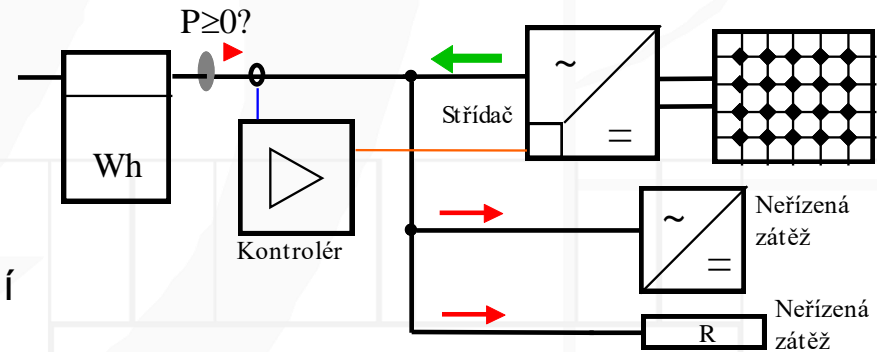 P≥0?
~
Střídač
=
Wh
Kontrolér
~
=
Neřízená
zátěž
í
R
Neřízená
zátěž